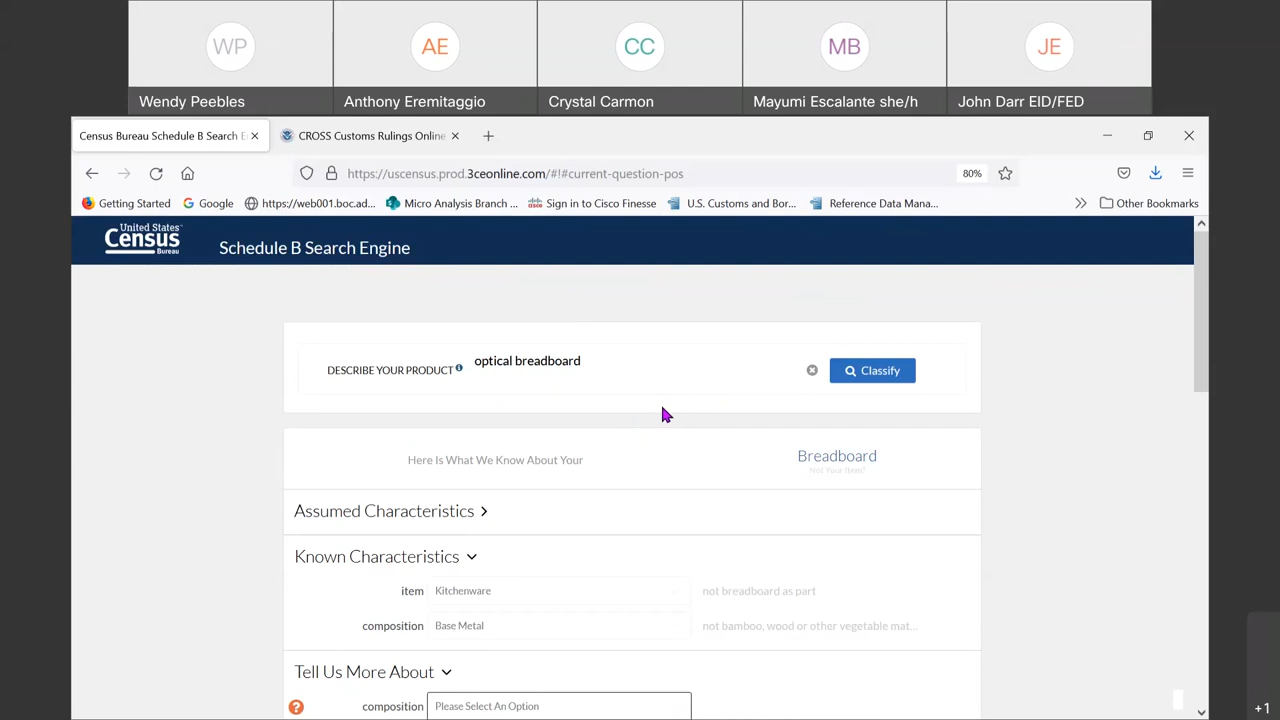 WP
AE
CC
MB
JE
Wendy Peebles
Anthony Eremitaggio
Crystal Carmon
Mayumi Escalante she/h
John Darr EID/FED
Census Bureau Schedule B Search E
CROSS Customs Rulings Online
https://uscensus.prod.3ceonline.com/#!#current-question-pos
80%
Getting Started
Google
https://web001.boc.ad...
Micro Analysis Branch ...
Sign in to Cisco Finesse
U.S. Customs and Bor...
Reference Data Mana...
Other Bookmarks
United States
Census
Bureau
Schedule B Search Engine
DESCRIBE YOUR PRODUCT
optical breadboard
Classify
Here Is What We Know About Your
Breadboard
Not Your Item?
Assumed Characteristics
Known Characteristics
item
Kitchenware
not breadboard as part
composition
Base Metal
not bamboo, wood or other vegetable mat...
Tell Us More About
?
composition
Please Select An Option
+1